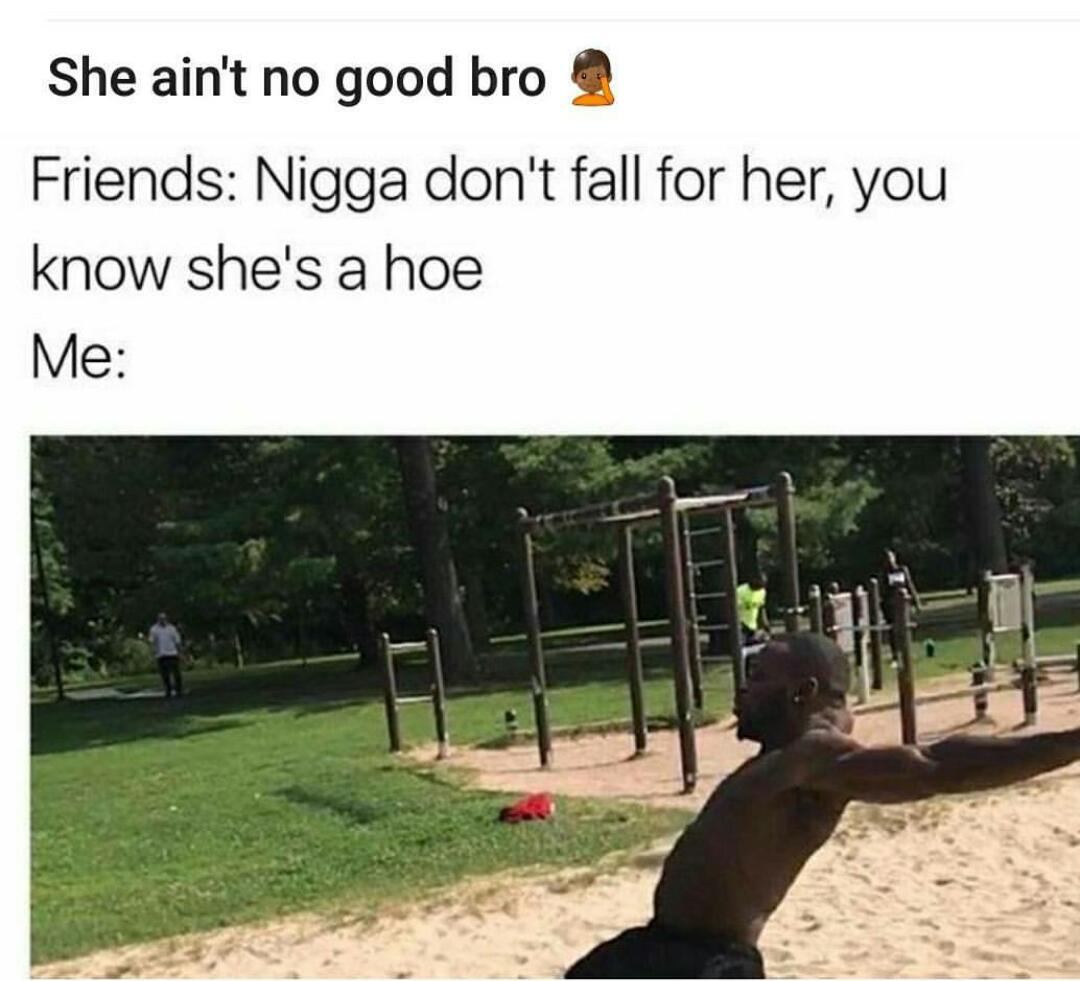 She ain't no good bro 🤦🏾‍♂️
Friends: Nigga don't fall for her, you
know she's a hoe
Me: